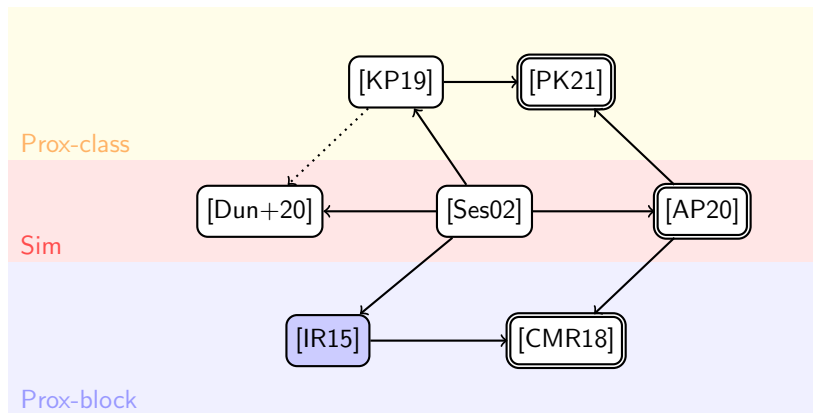 [KP19] [PK21]
Prox-class
[Dun+20] [Ses02] [AP20]
Sim
[IR15] [CMR18]
Prox-block